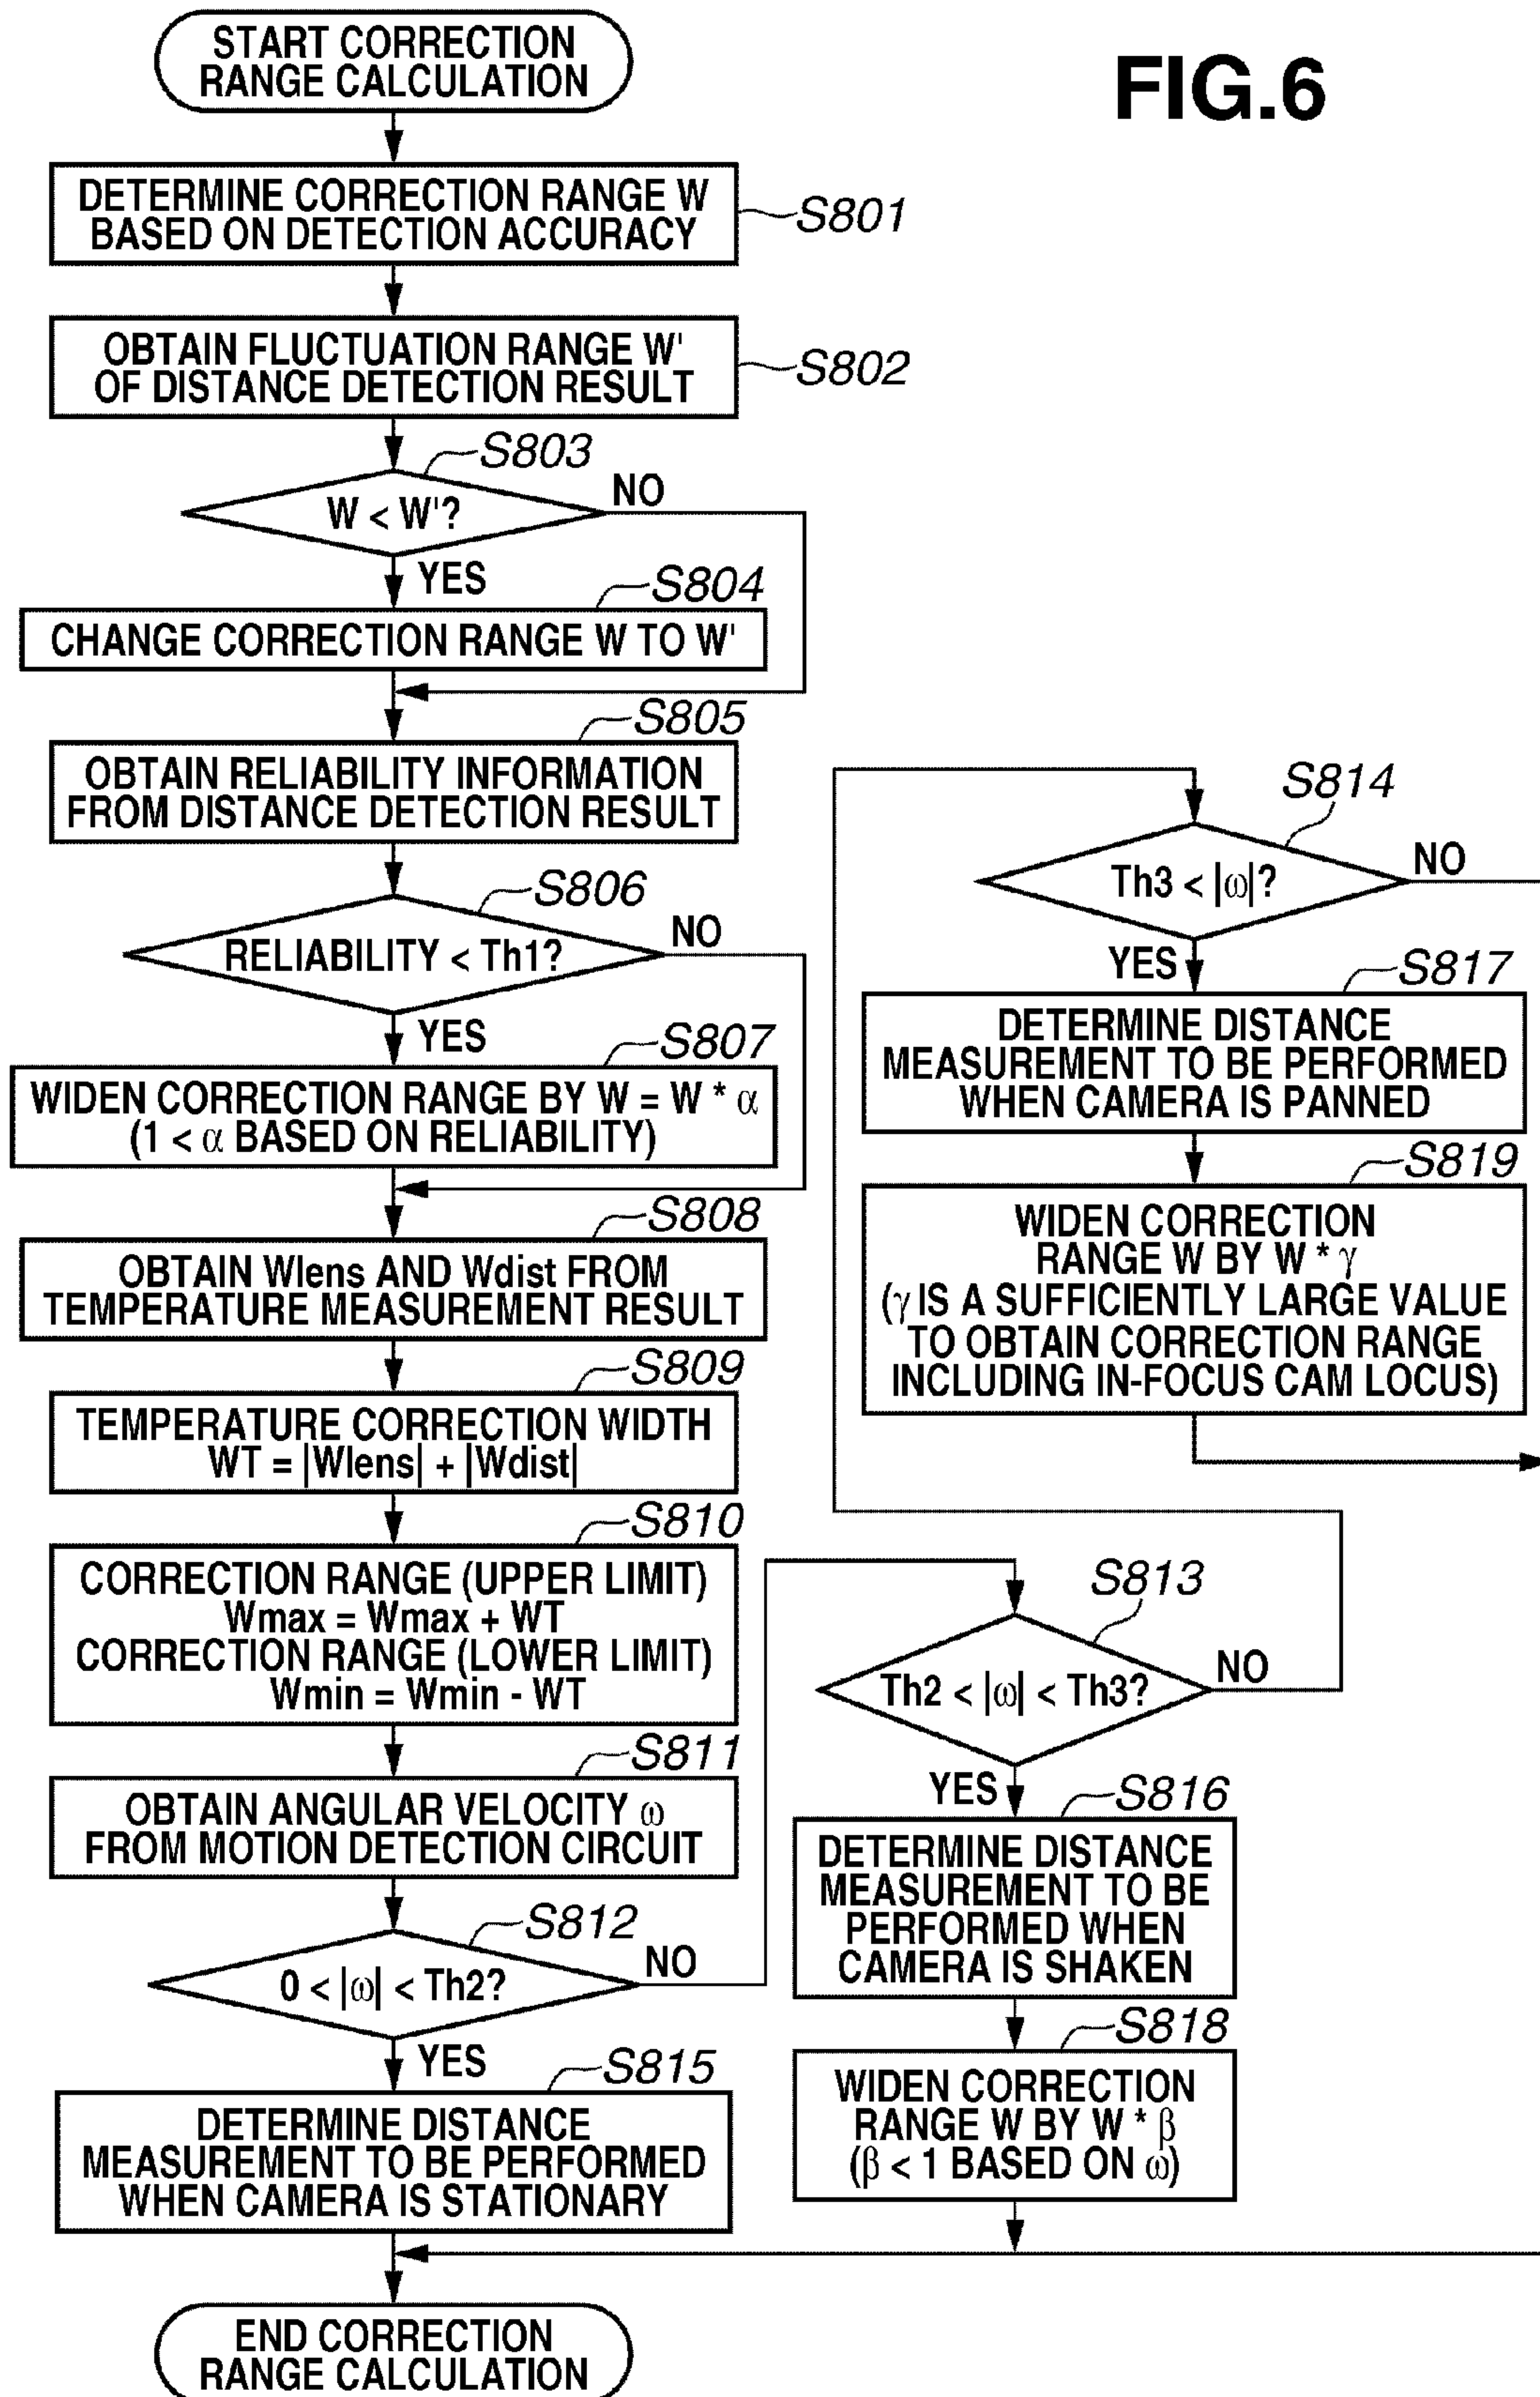 START CORRECTION
RANGE CALCULATION
FIG.6
DETERMINE CORRECTION RANGE W
BASED ON DETECTION ACCURACY
S801
OBTAIN FLUCTUATION RANGE W'
OF DISTANCE DETECTION RESULT
S802
S803
W < W'?
NO
YES
S804
CHANGE CORRECTION RANGE W TO W'
S805
OBTAIN RELIABILITY INFORMATION
FROM DISTANCE DETECTION RESULT
S806
RELIABILITY < Th1?
NO
YES
S807
WIDEN CORRECTION RANGE BY W = W * α
(1 < α BASED ON RELIABILITY)
S808
OBTAIN Wlens AND Wdist FROM
TEMPERATURE MEASUREMENT RESULT
S809
TEMPERATURE CORRECTION WIDTH
WT = |Wlens| + |Wdist|
S810
CORRECTION RANGE (UPPER LIMIT)
Wmax = Wmax + WT
CORRECTION RANGE (LOWER LIMIT)
Wmin = Wmin - WT
S811
OBTAIN ANGULAR VELOCITY ω
FROM MOTION DETECTION CIRCUIT
S812
0 < |ω| < Th2?
NO
YES
S815
DETERMINE DISTANCE
MEASUREMENT TO BE PERFORMED
WHEN CAMERA IS STATIONARY
END CORRECTION
RANGE CALCULATION
S813
Th2 < |ω| < Th3?
NO
YES
S816
DETERMINE DISTANCE
MEASUREMENT TO BE
PERFORMED WHEN
CAMERA IS SHAKEN
S818
WIDEN CORRECTION
RANGE W BY W * β
(β < 1 BASED ON ω)
S814
Th3 < |ω|?
NO
YES
S817
DETERMINE DISTANCE
MEASUREMENT TO BE PERFORMED
WHEN CAMERA IS PANNED
S819
WIDEN CORRECTION
RANGE W BY W * γ
(γ IS A SUFFICIENTLY LARGE VALUE
TO OBTAIN CORRECTION RANGE
INCLUDING IN-FOCUS CAM LOCUS)